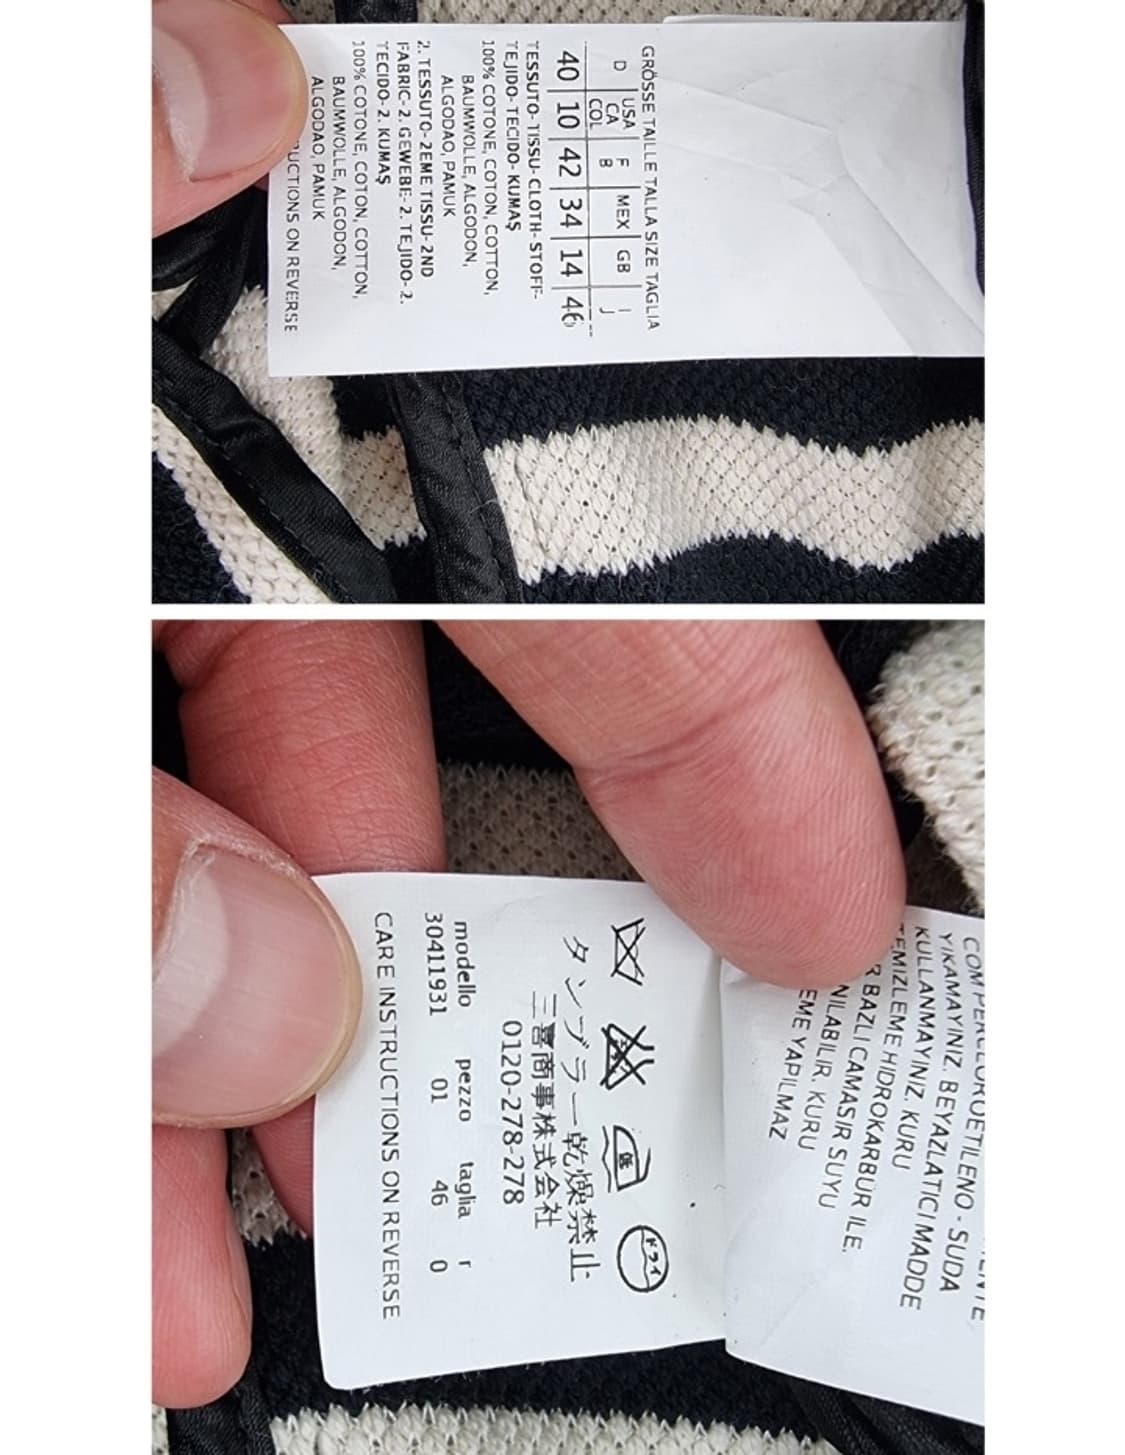 GRÖSSE TAILLE TALLA SIZE TAGLIA
D USA CA COL F B MEX GB I J
40 10 42 34 14 46
TESSUTO- TISSU- CLOTH- STOFF-
TEJIDO- TECIDO- KUMAŞ
100% COTONE, COTON, COTTON,
BAUMWOLLE, ALGODON,
ALGODAO, PAMUK
2. TESSUTO- 2EME TISSU- 2ND
FABRIC- 2. GEWEBE- 2. TEJIDO- 2.
TECIDO- 2. KUMAŞ
100% COTONE, COTON, COTTON,
BAUMWOLLE, ALGODON,
ALGODAO, PAMUK
ON REVERSE
YIKAMAYINIZ. BEYAZLATICI MADDE
KULLANMAYINIZ. KURU
TEMIZLEME HIDROKARBUR ILE.
BAZLI CAMASIR SUYU
KURU
YAPILMAZ
- SUDA
ドライ
タンブラー乾燥禁止
三喜商事株式会社
0120-278-278
modello pezzo taglia r
30411931 01 46 0
CARE INSTRUCTIONS ON REVERSE